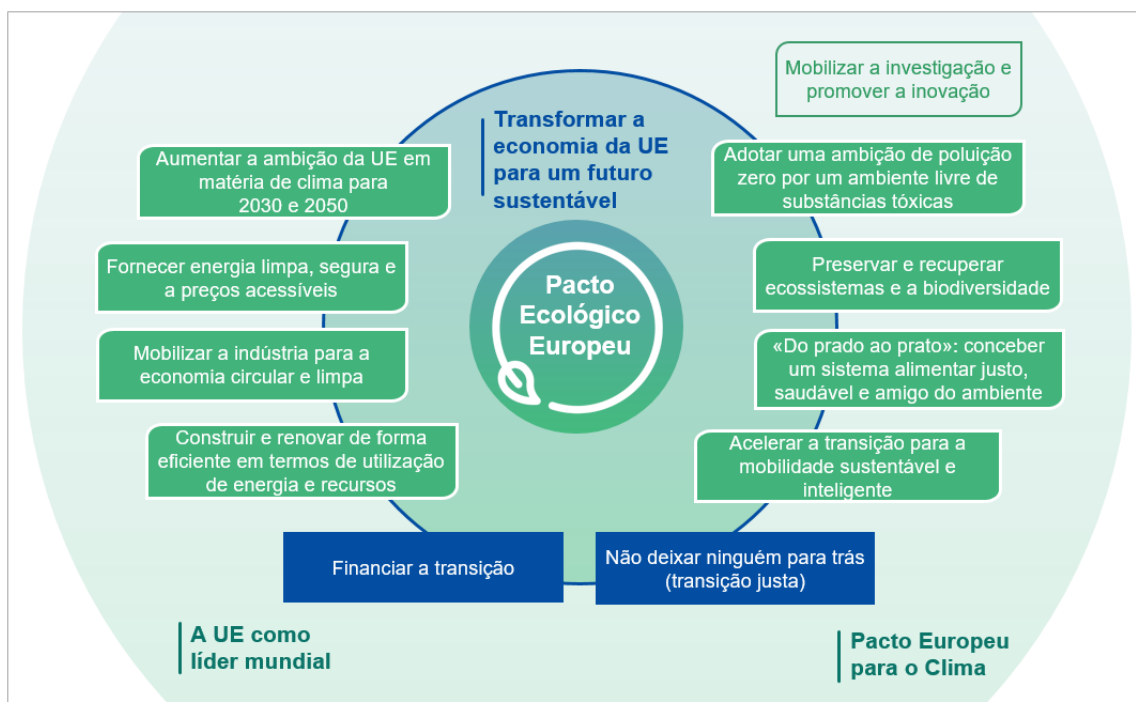 Mobilizar a investigação e
promover a inovação
Transformar a
economia da UE
para um futuro
sustentável
Aumentar a ambição da UE em
matéria de clima para
2030 e 2050
Adotar uma ambição de poluição
zero por um ambiente livre de
substâncias tóxicas
Fornecer energia limpa, segura e
a preços acessíveis
Preservar e recuperar
ecossistemas e a biodiversidade
Pacto
Ecológico
Europeu
Mobilizar a indústria para a
economia circular e limpa
«Do prado ao prato»: conceber
um sistema alimentar justo,
saudável e amigo do ambiente
Construir e renovar de forma
eficiente em termos de utilização
de energia e recursos
Acelerar a transição para a
mobilidade sustentável e
inteligente
Financiar a transição
Não deixar ninguém para trás
(transição justa)
A UE como
líder mundial
Pacto Europeu
para o Clima